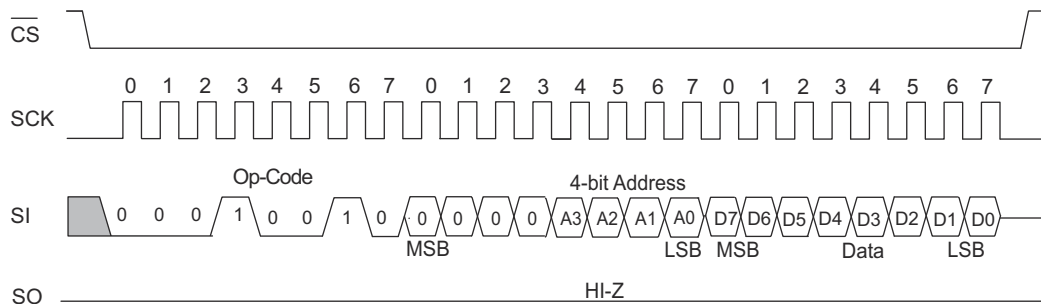 CS
0 1 2 3 4 5 6 7 0 1 2 3 4 5 6 7 0 1 2 3 4 5 6 7
SCK
Op-Code 4-bit Address
SI 0 0 0 1 0 0 1 0 0 0 0 0 A3 A2 A1 A0 D7 D6 D5 D4 D3 D2 D1 D0
MSB LSB MSB Data LSB
HI-Z
SO